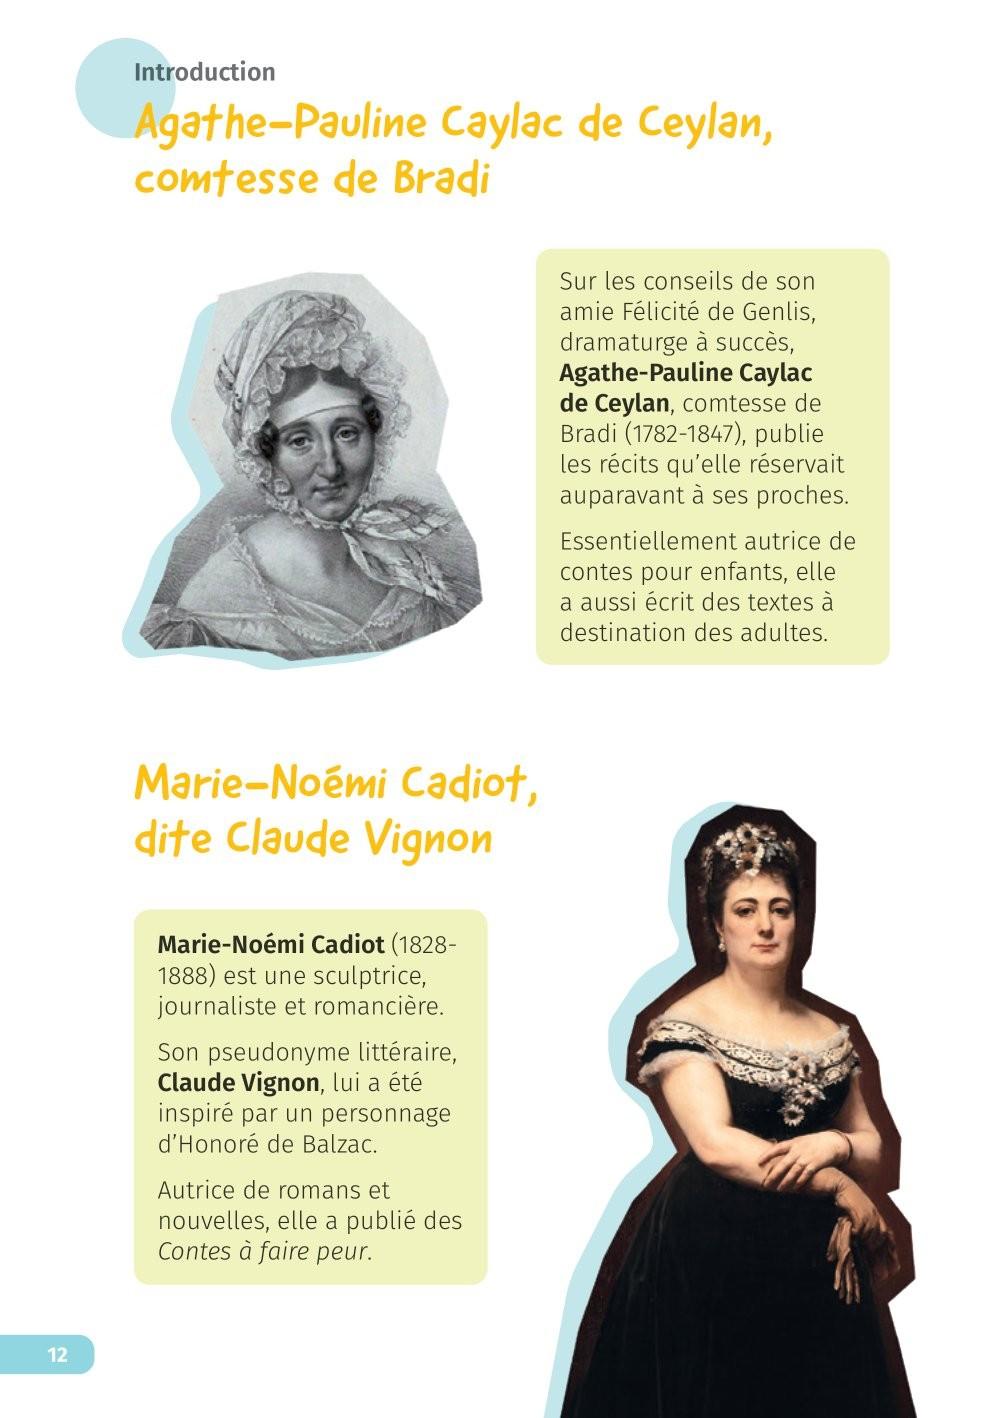 Introduction
Agathe-Pauline Caylac de Ceylan,
comtesse de Bradi
Sur les conseils de son
amie Félicité de Genlis,
dramaturge à succès,
Agathe-Pauline Caylac
de Ceylan, comtesse de
Bradi (1782-1847), publie
les récits qu’elle réservait
auparavant à ses proches.
Essentiellement autrice de
contes pour enfants, elle
a aussi écrit des textes à
destination des adultes.
Marie-Noémi Cadiot,
dite Claude Vignon
Marie-Noémi Cadiot (1828-
1888) est une sculptrice,
journaliste et romancière.
Son pseudonyme littéraire,
Claude Vignon, lui a été
inspiré par un personnage
d’Honoré de Balzac.
Autrice de romans et
nouvelles, elle a publié des
Contes à faire peur.
12